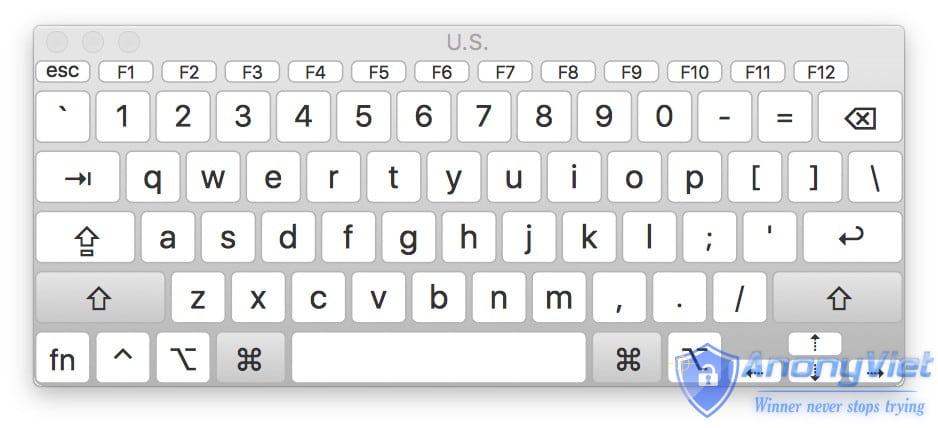 U.S.
esc F1 F2 F3 F4 F5 F6 F7 F8 F9 F10 F11 F12
` 1 2 3 4 5 6 7 8 9 0 - = ⌫
⇥ q w e r t y u i o p [ ] \
⇪ a s d f g h j k l ; ' ↩
⇧ z x c v b n m , . / ⇧
fn ^ ⌥ ⌘ ⌘ ⌥ ⇠ ⇡ ⇣ ⇢
AnonyViet
Winner never stops trying